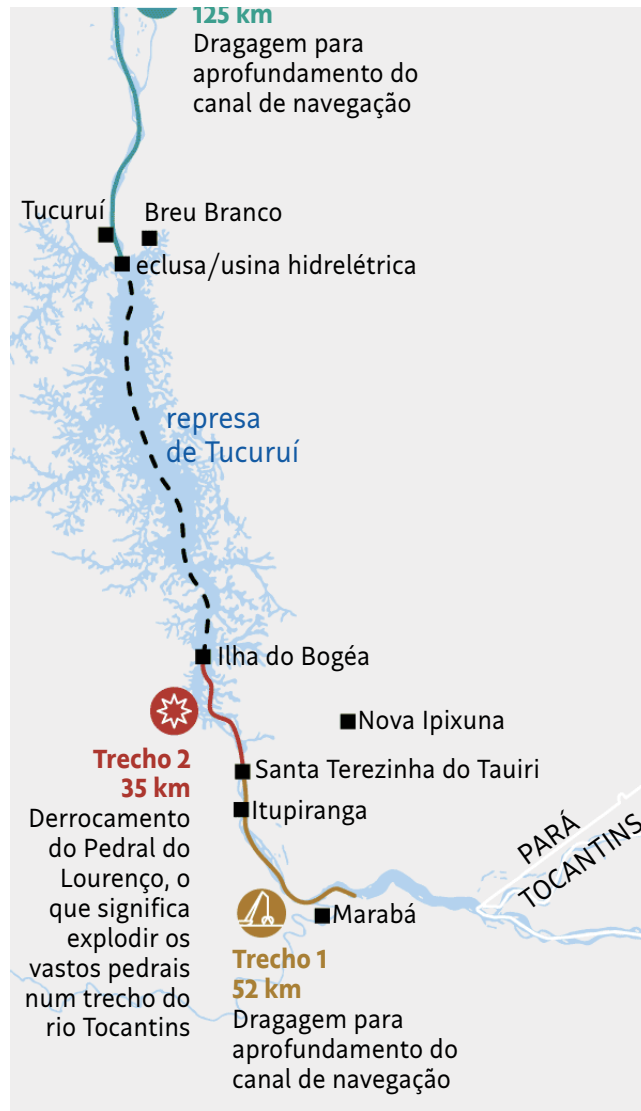 125 km
Dragagem para
aprofundamento do
canal de navegação
Tucuruí
Breu Branco
eclusa/usina hidrelétrica
represa
de Tucuruí
Ilha do Bogéa
Nova Ipixuna
Trecho 2
35 km
Derrocamento
do Pedral do
Lourenço, o
que significa
explodir os
vastos pedrais
num trecho do
rio Tocantins
Santa Terezinha do Tauiri
Itupiranga
PARÁ
TOCANTINS
Marabá
Trecho 1
52 km
Dragagem para
aprofundamento do
canal de navegação